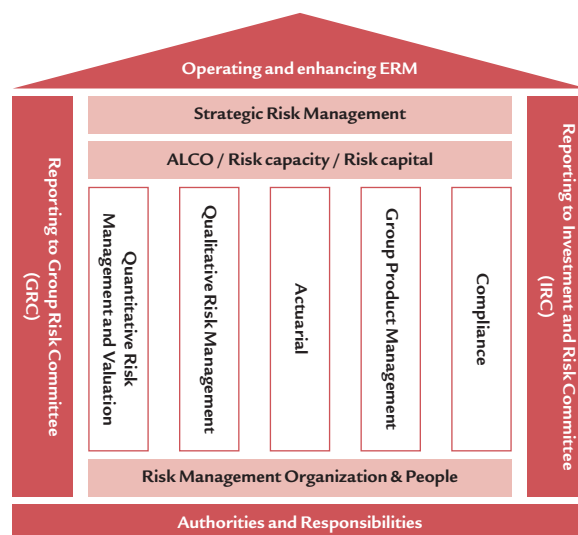 Operating and enhancing ERM
Strategic Risk Management
ALCO / Risk capacity / Risk capital
Reporting to Group Risk Committee
(GRC)
Quantitative Risk
Management and Valuation
Qualitative Risk Management
Actuarial
Group Product Management
Compliance
Reporting to Investment and Risk Committee
(IRC)
Risk Management Organization & People
Authorities and Responsibilities